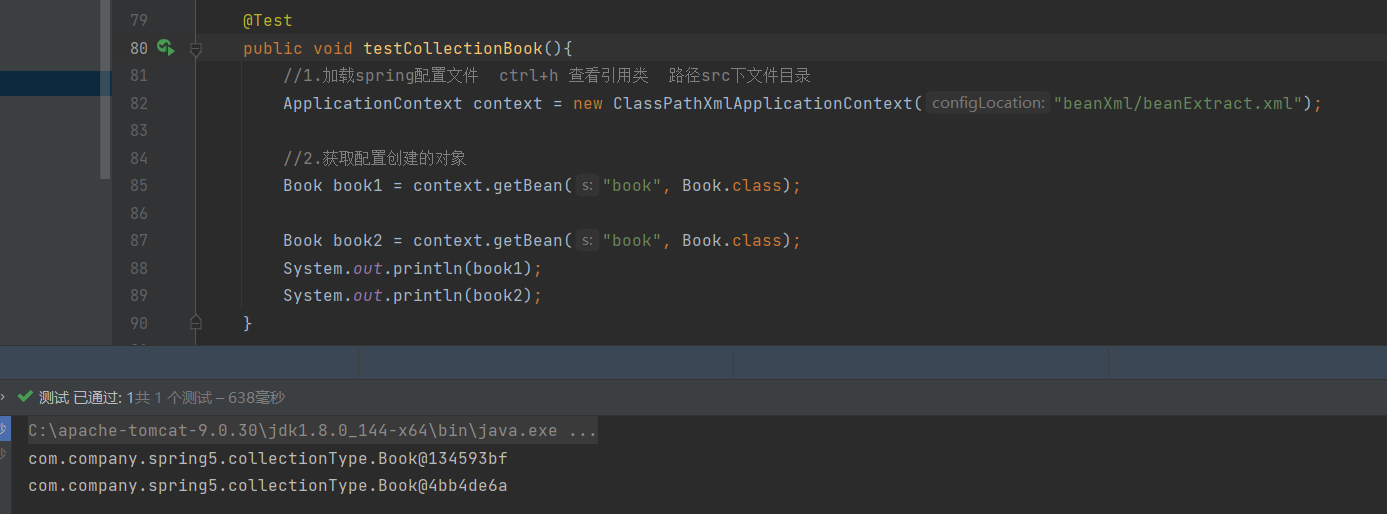 79 @Test
80 public void testCollectionBook(){
81 //1.加载spring配置文件 ctrl+h 查看引用类 路径src下文件目录
82 ApplicationContext context = new ClassPathXmlApplicationContext( configLocation: "beanXml/beanExtract.xml");
83
84 //2.获取配置创建的对象
85 Book book1 = context.getBean( s: "book", Book.class);
86
87 Book book2 = context.getBean( s: "book", Book.class);
88 System.out.println(book1);
89 System.out.println(book2);
90 }
测试 已通过: 1共 1 个测试 – 638毫秒
C:\apache-tomcat-9.0.30\jdk1.8.0_144-x64\bin\java.exe ...
com.company.spring5.collectionType.Book@134593bf
com.company.spring5.collectionType.Book@4bb4de6a